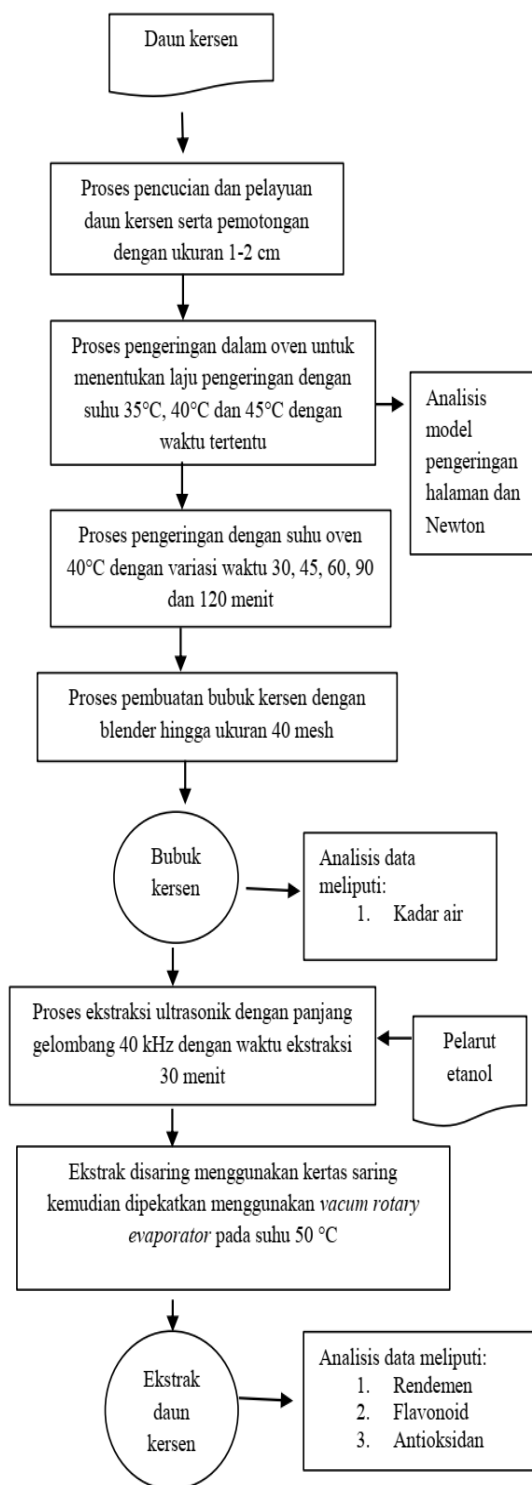 Daun kersen
Proses pencucian dan pelayuan
daun kersen serta pemotongan
dengan ukuran 1-2 cm
Proses pengeringan dalam oven untuk
menentukan laju pengeringan dengan
suhu 35°C, 40°C dan 45°C dengan
waktu tertentu
Analisis
model
pengeringan
halaman dan
Newton
Proses pengeringan dengan suhu oven
40°C dengan variasi waktu 30, 45, 60, 90
dan 120 menit
Proses pembuatan bubuk kersen dengan
blender hingga ukuran 40 mesh
Bubuk
kersen
Analisis data
meliputi:
1. Kadar air
Proses ekstraksi ultrasonik dengan panjang
gelombang 40 kHz dengan waktu ekstraksi
30 menit
Pelarut
etanol
Ekstrak disaring menggunakan kertas saring
kemudian dipekatkan menggunakan vacum rotary
evaporator pada suhu 50 °C
Ekstrak
daun
kersen
Analisis data meliputi:
1. Rendemen
2. Flavonoid
3. Antioksidan